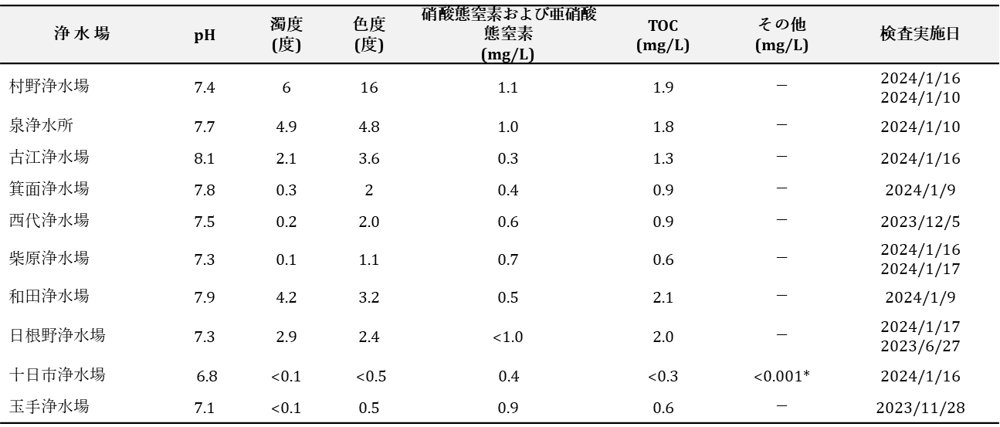 浄 水 場 pH 濁度 (度) 色度 (度) 硝酸態窒素および亜硝酸態窒素 (mg/L) TOC (mg/L) その他 (mg/L) 検査実施日
村野浄水場 7.4 6 16 1.1 1.9 － 2024/1/16
2024/1/10
泉浄水所 7.7 4.9 4.8 1.0 1.8 － 2024/1/10
古江浄水場 8.1 2.1 3.6 0.3 1.3 － 2024/1/16
箕面浄水場 7.8 0.3 2 0.4 0.9 － 2024/1/9
西代浄水場 7.5 0.2 2.0 0.6 0.9 － 2023/12/5
柴原浄水場 7.3 0.1 1.1 0.7 0.6 － 2024/1/16
2024/1/17
和田浄水場 7.9 4.2 3.2 0.5 2.1 － 2024/1/9
日根野浄水場 7.3 2.9 2.4 <1.0 2.0 － 2024/1/17
2023/6/27
十日市浄水場 6.8 <0.1 <0.5 0.4 <0.3 <0.001* 2024/1/16
玉手浄水場 7.1 <0.1 0.5 0.9 0.6 － 2023/11/28